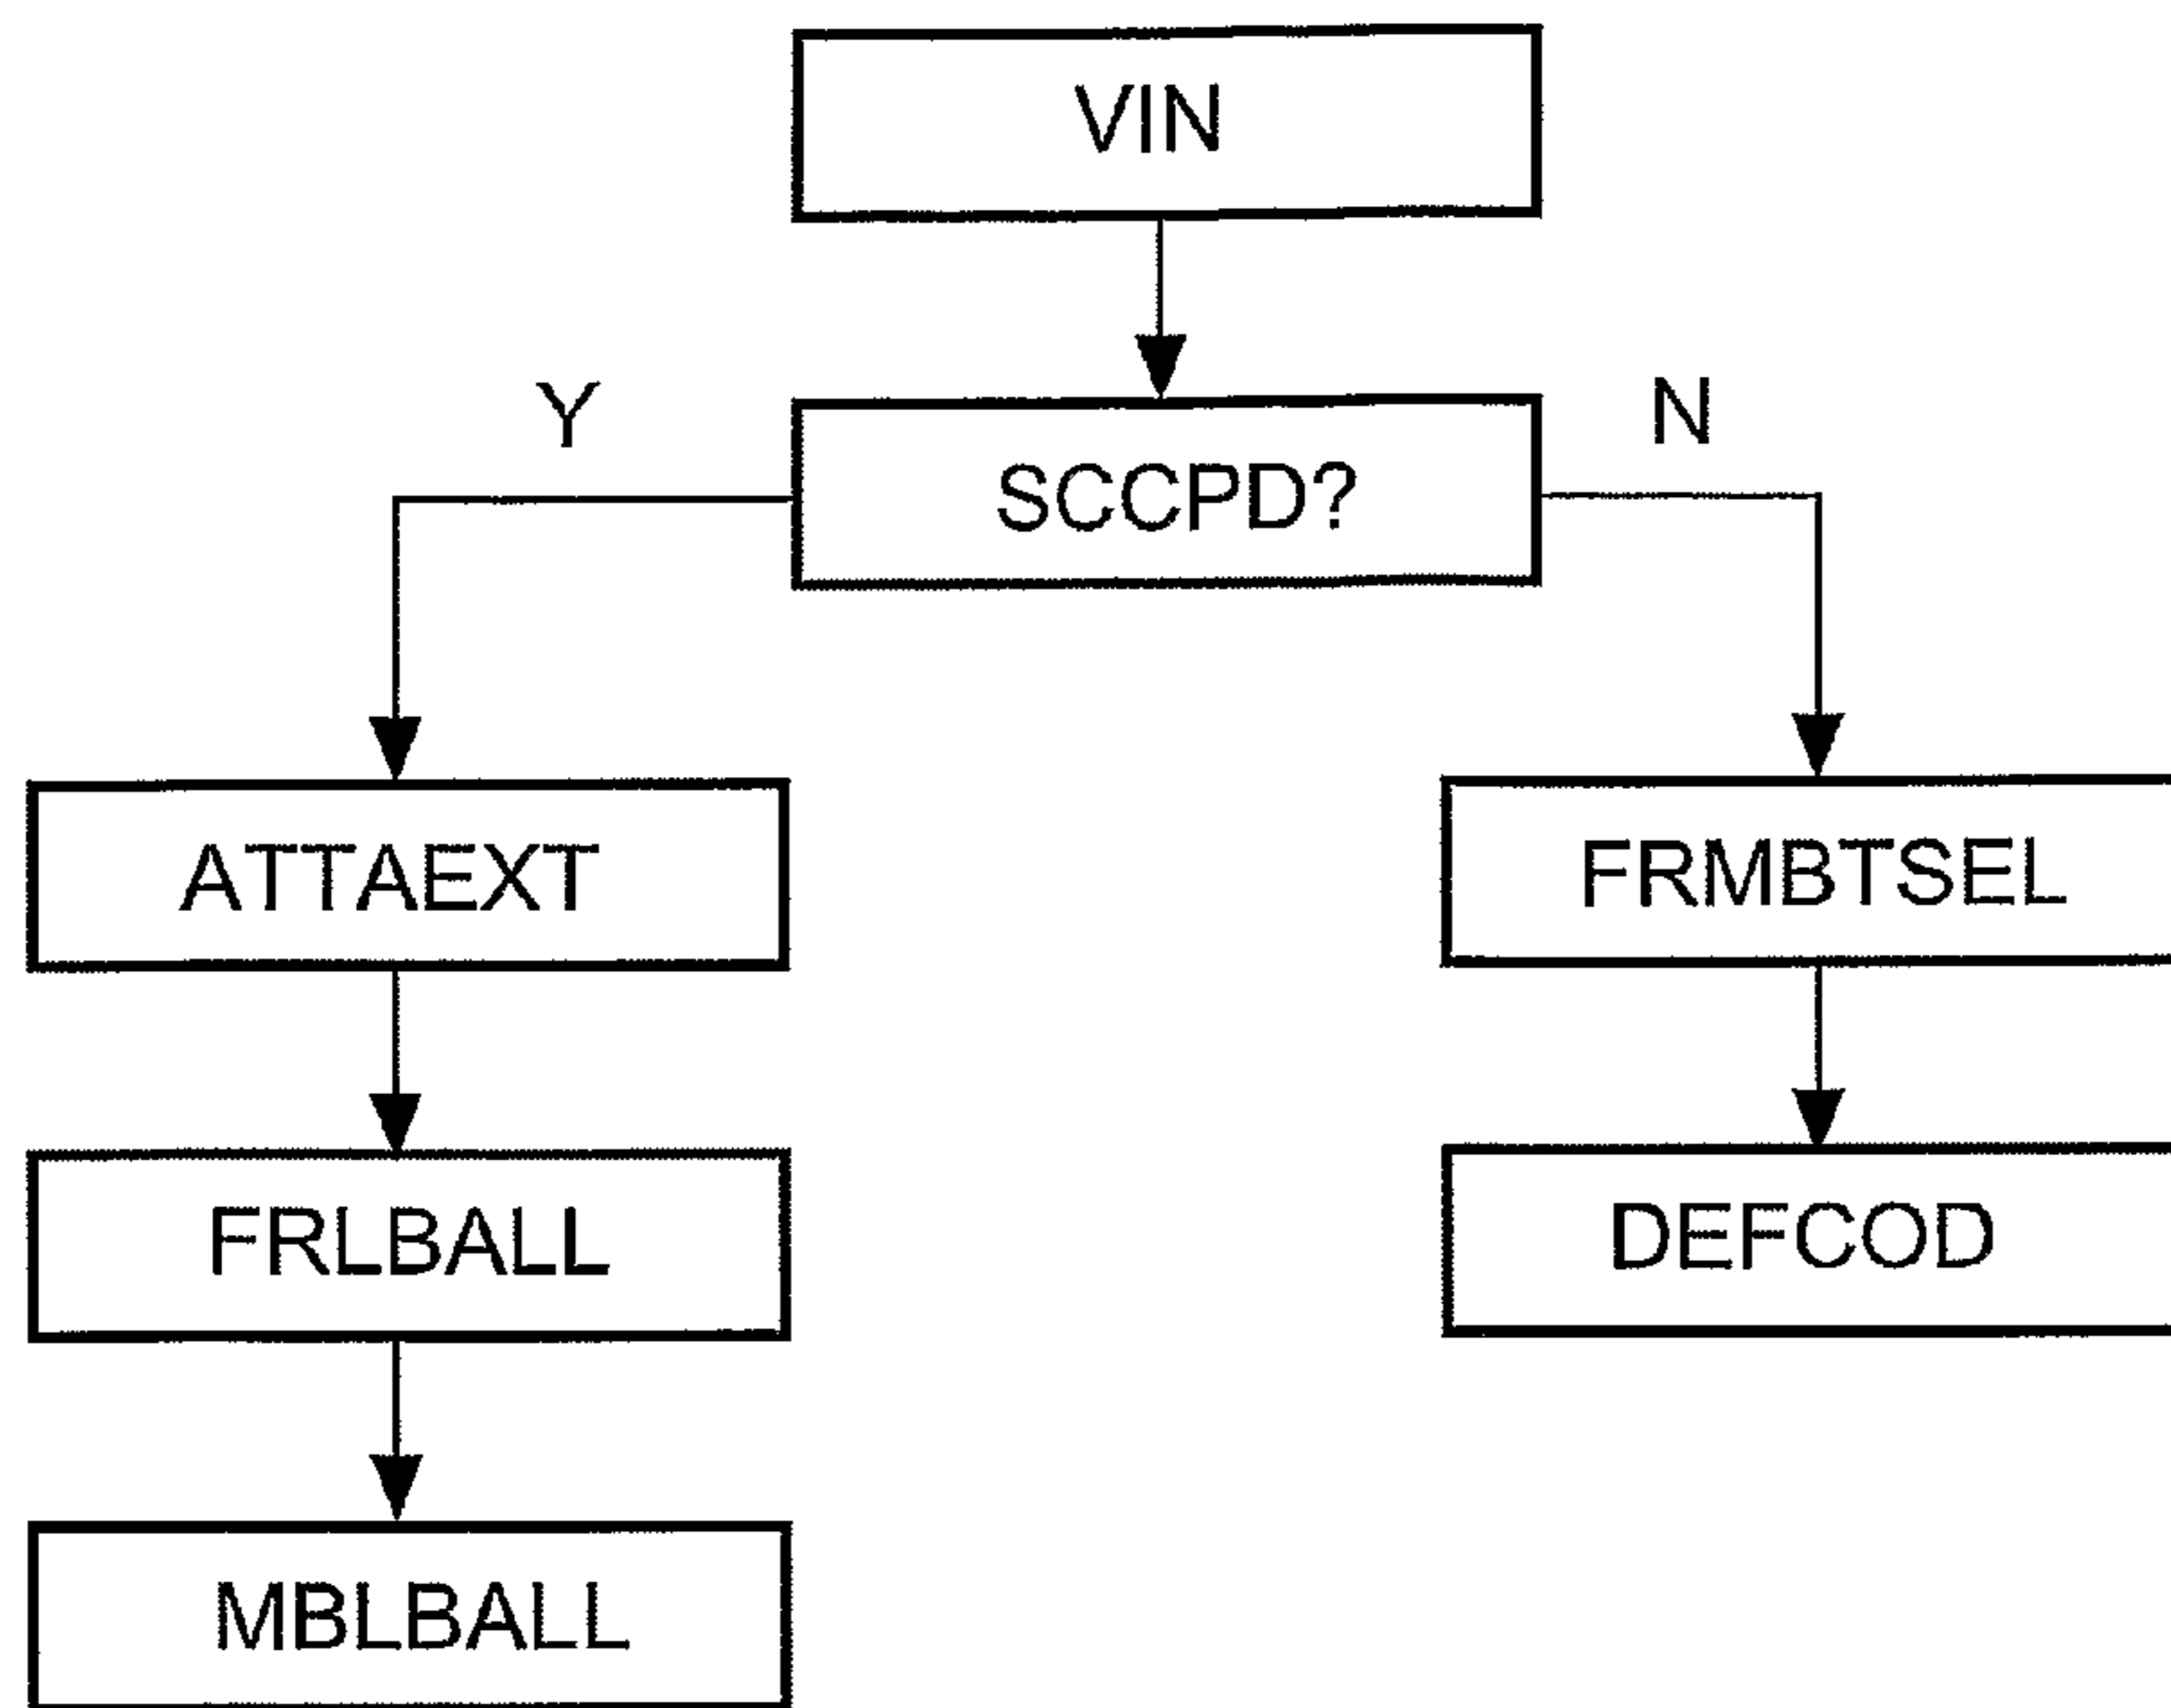 VIN
Y
N
SCCPD?
ATTAEXT
FRMBTSEL
FRLBALL
DEFCOD
MBLBALL